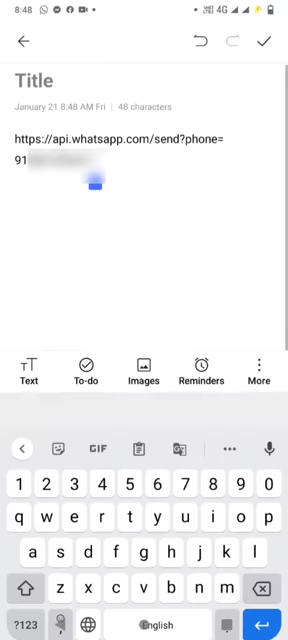 8:48
4G
Title
January 21 8:48 AM Fri | 48 characters
https://api.whatsapp.com/send?phone=
91
Text
To-do
Images
Reminders
More
GIF
1 2 3 4 5 6 7 8 9 0
q w e r t y u i o p
a s d f g h j k l
z x c v b n m
?123
,
English